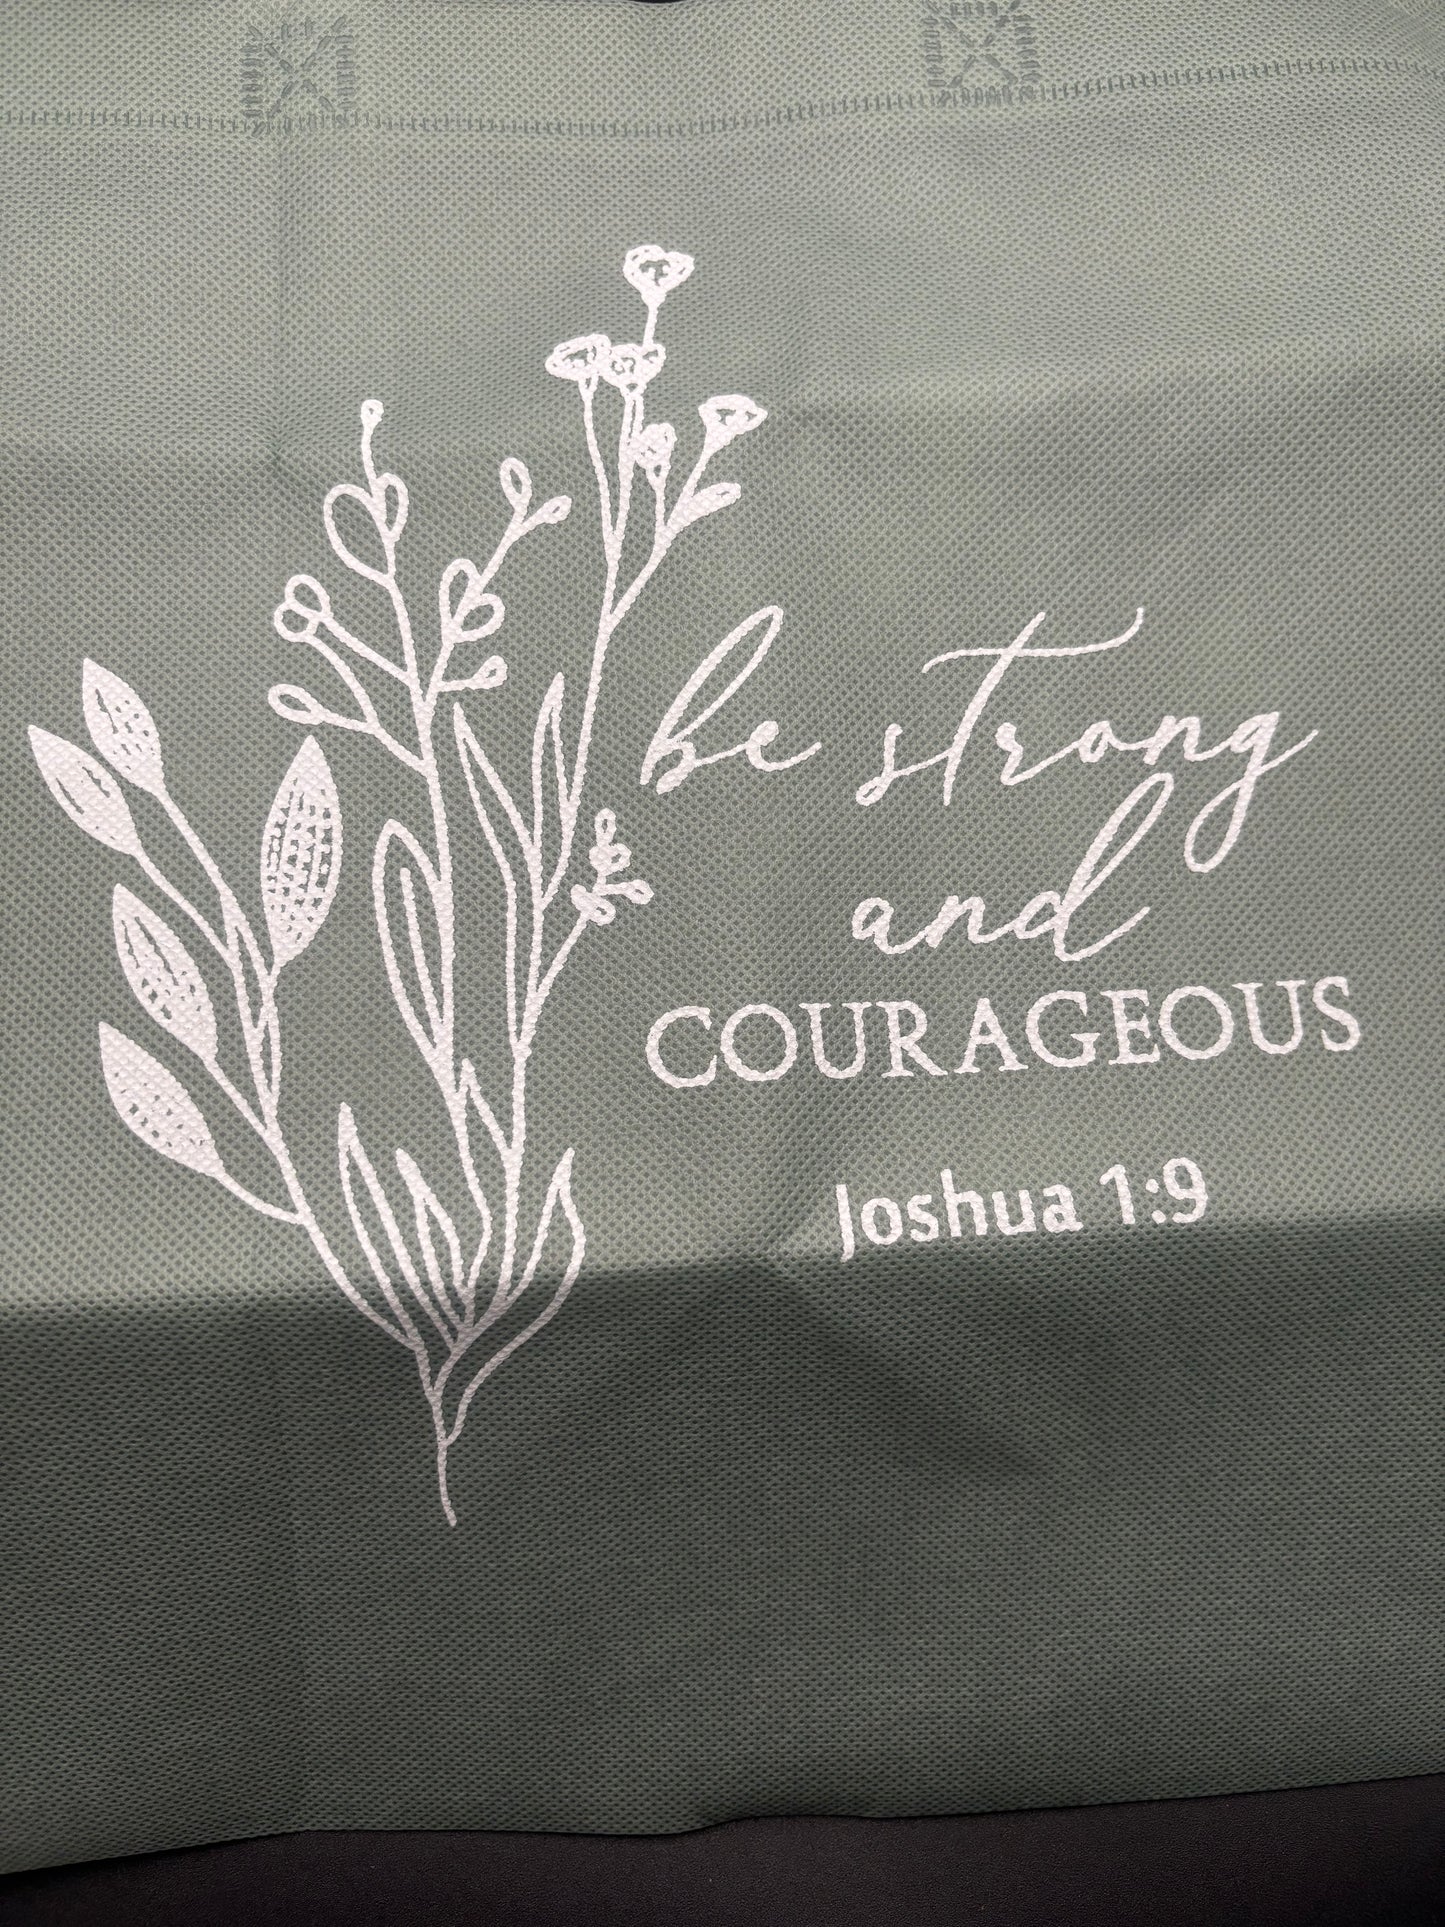 be strong
and
COURAGEOUS
Joshua 1:9